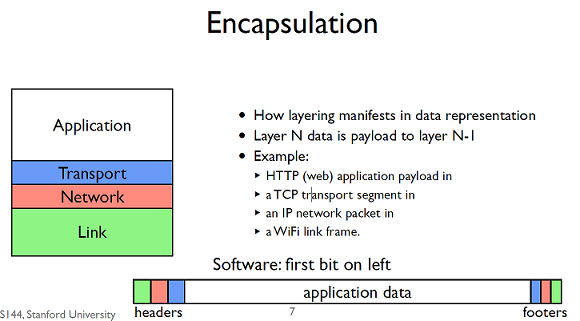 Encapsulation
Application
Transport
Network
Link
How layering manifests in data representation
Layer N data is payload to layer N-1
Example:
HTTP (web) application payload in
a TCP transport segment in
an IP network packet in
a WiFi link frame.
Software: first bit on left
application data
S144, Stanford University
headers
7
footers